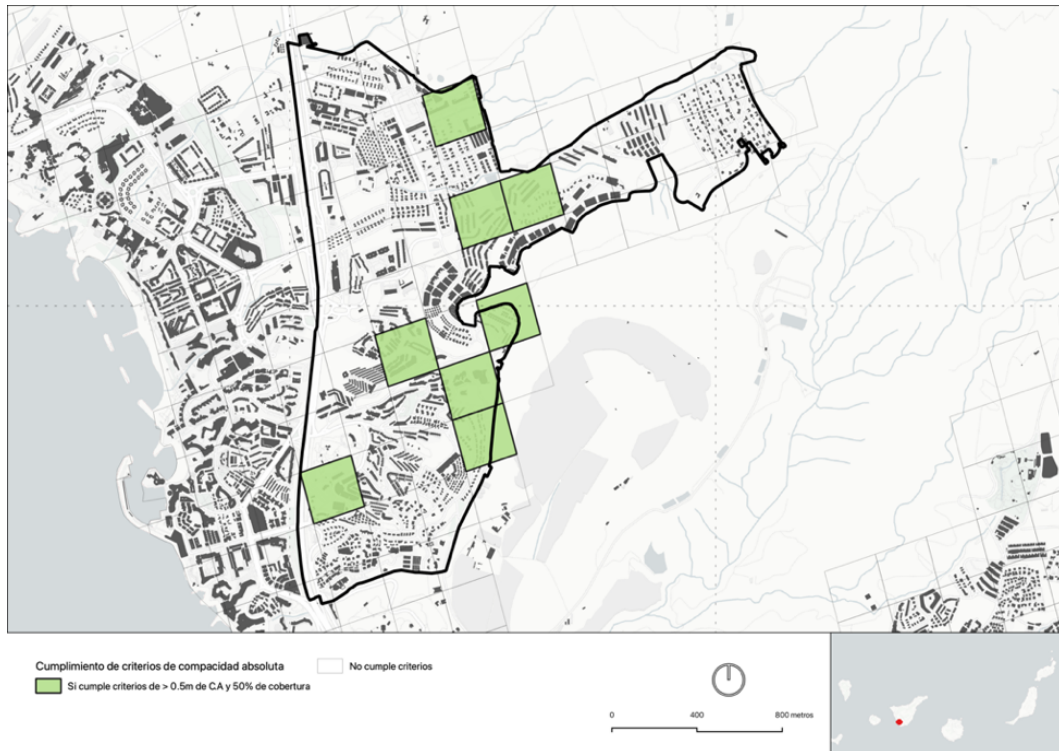 Cumplimiento de criterios de compacidad absoluta
No cumple criterios
Si cumple criterios de > 0.5m de C.A y 50% de cobertura
0 400 800 metros